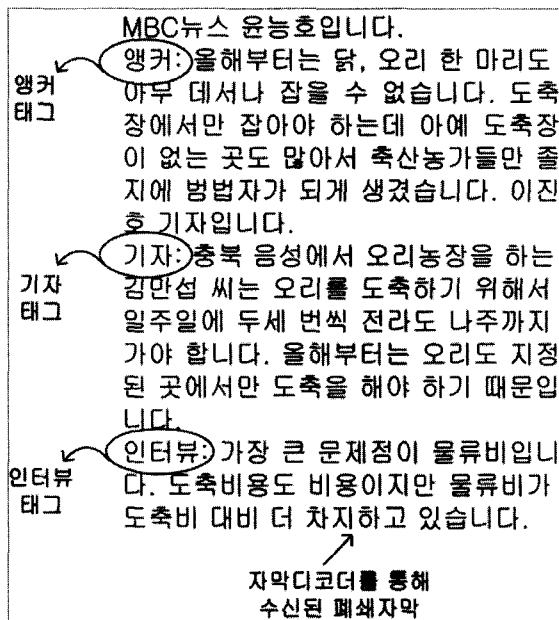 MBC뉴스 윤능호입니다.
앵커: 올해부터는 닭, 오리 한 마리도
아무 데서나 잡을 수 없습니다. 도축
장에서만 잡아야 하는데 아예 도축장
이 없는 곳도 많아서 축산농가들만 졸
지에 범법자가 되게 생겼습니다. 이진
호 기자입니다.
기자: 충북 음성에서 오리농장을 하는
김만섭 씨는 오리를 도축하기 위해서
일주일에 두세 번씩 전라도 나주까지
가야 합니다. 올해부터는 오리도 지정
된 곳에서만 도축을 해야 하기 때문입
니다.
인터뷰: 가장 큰 문제점이 물류비입니
다. 도축비용도 비용이지만 물류비가
도축비 대비 더 차지하고 있습니다.
앵커
태그
기자
태그
인터뷰
태그
자막디코더를 통해
수신된 폐쇄자막